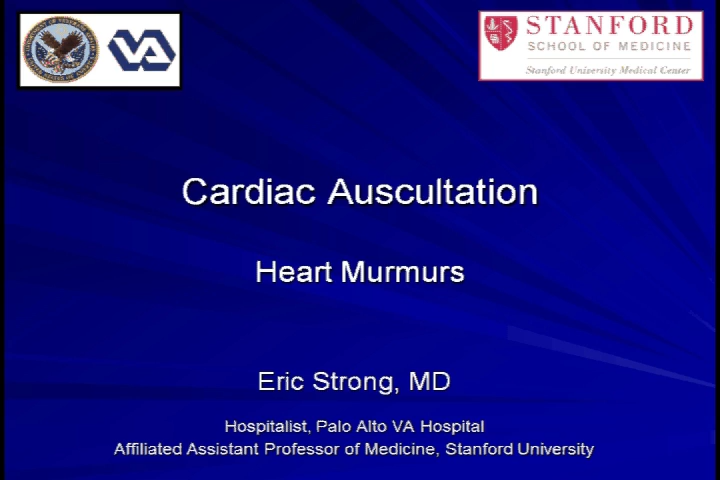 VA
STANFORD
SCHOOL OF MEDICINE
Stanford University Medical Center
Cardiac Auscultation
Heart Murmurs
Eric Strong, MD
Hospitalist, Palo Alto VA Hospital
Affiliated Assistant Professor of Medicine, Stanford University